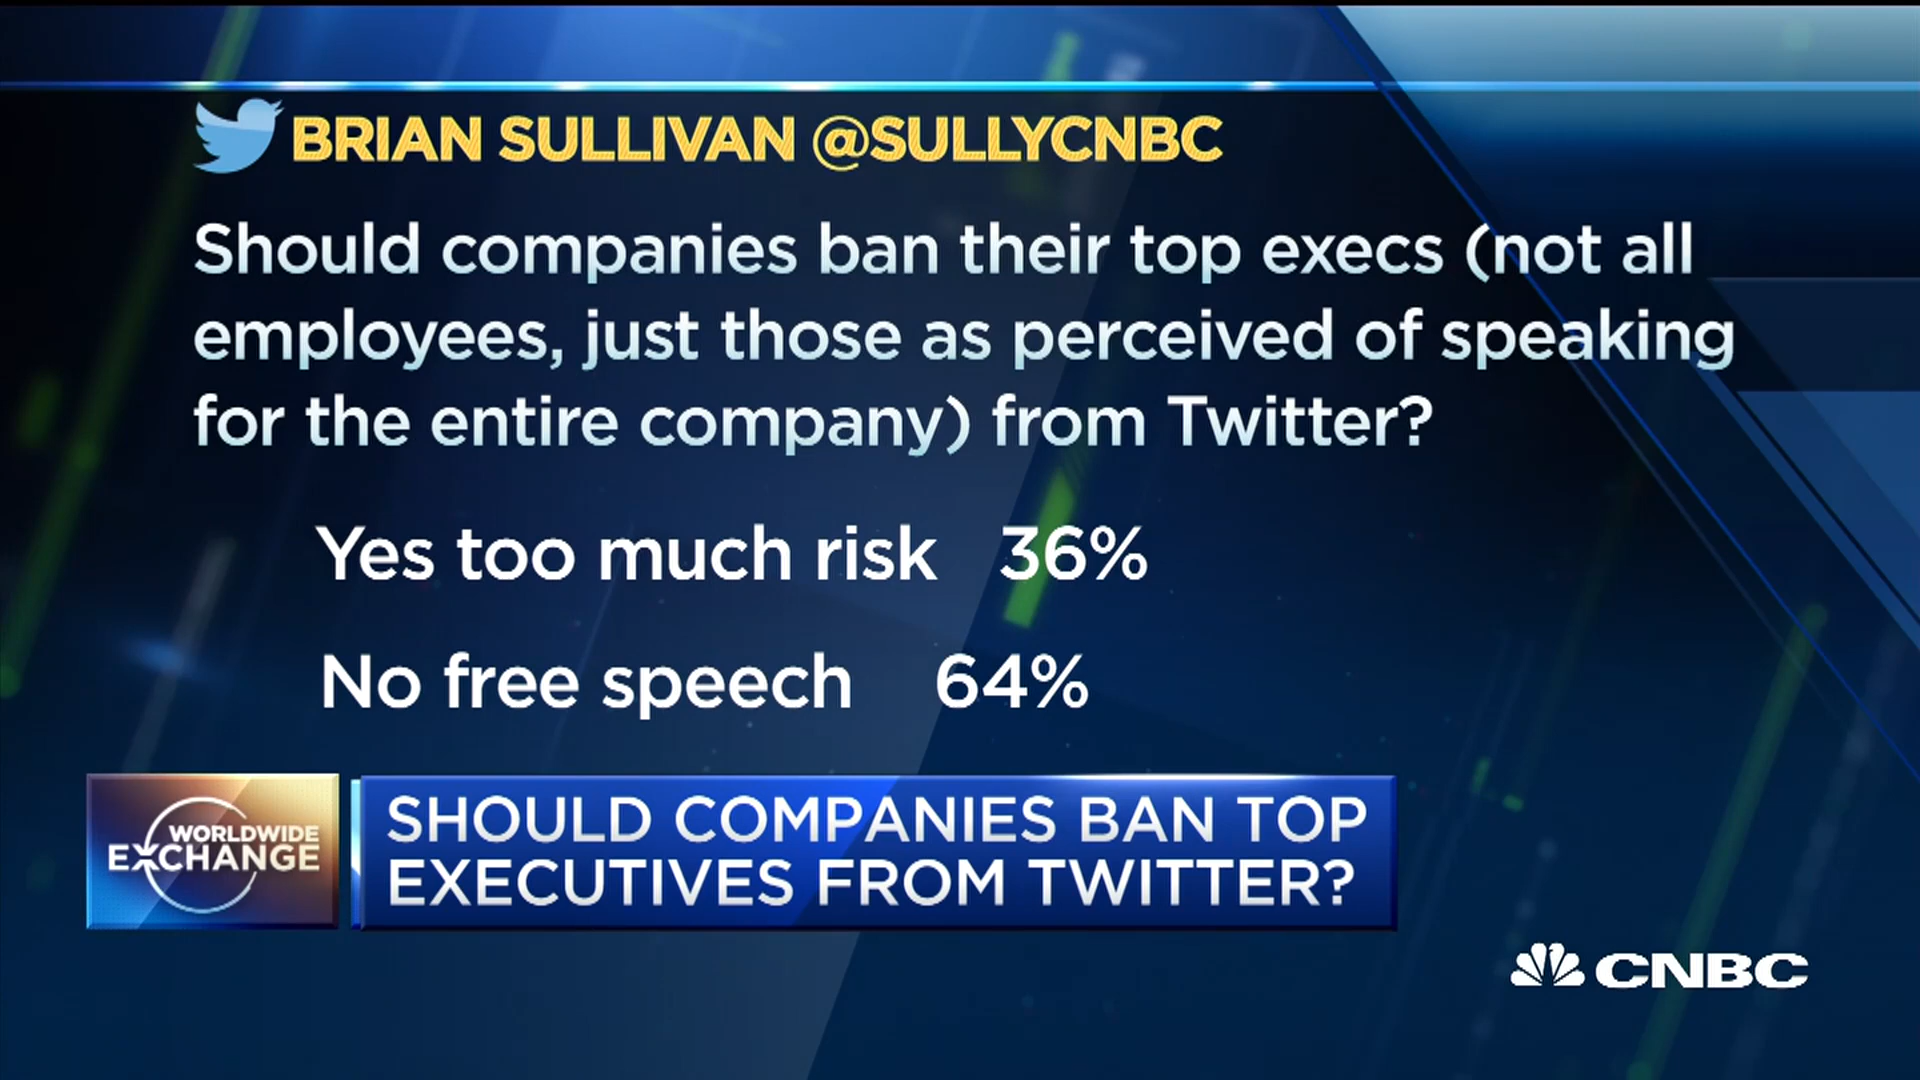 BRIAN SULLIVAN @SULLYCNBC
Should companies ban their top execs (not all
employees, just those as perceived of speaking
for the entire company) from Twitter?
Yes too much risk 36%
No free speech 64%
WORLDWIDE
EXCHANGE
SHOULD COMPANIES BAN TOP
EXECUTIVES FROM TWITTER?
CNBC